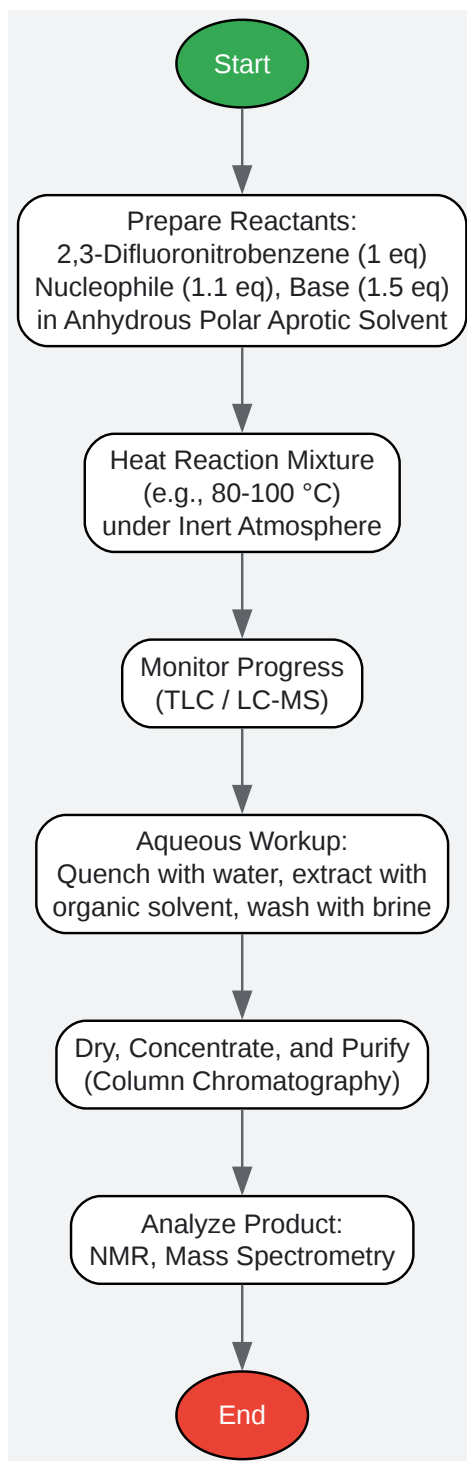 Start
Prepare Reactants:
2,3-Difluoronitrobenzene (1 eq)
Nucleophile (1.1 eq), Base (1.5 eq)
in Anhydrous Polar Aprotic Solvent
Heat Reaction Mixture
(e.g., 80-100 °C)
under Inert Atmosphere
Monitor Progress
(TLC / LC-MS)
Aqueous Workup:
Quench with water, extract with
organic solvent, wash with brine
Dry, Concentrate, and Purify
(Column Chromatography)
Analyze Product:
NMR, Mass Spectrometry
End